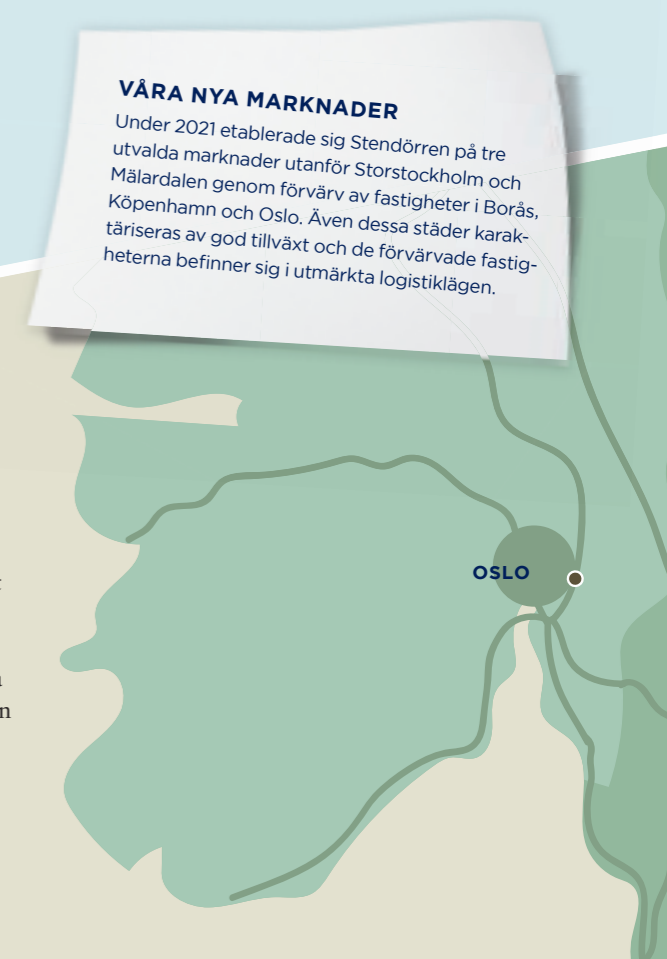 VÅRA NYA MARKNADER
Under 2021 etablerade sig Stendörren på tre
utvalda marknader utanför Storstockholm och
Mälardalen genom förvärv av fastigheter i Borås,
Köpenhamn och Oslo. Även dessa städer karak-
täriseras av god tillväxt och de förvärvade fastig-
heterna befinner sig i utmärkta logistiklägen.
OSLO
n